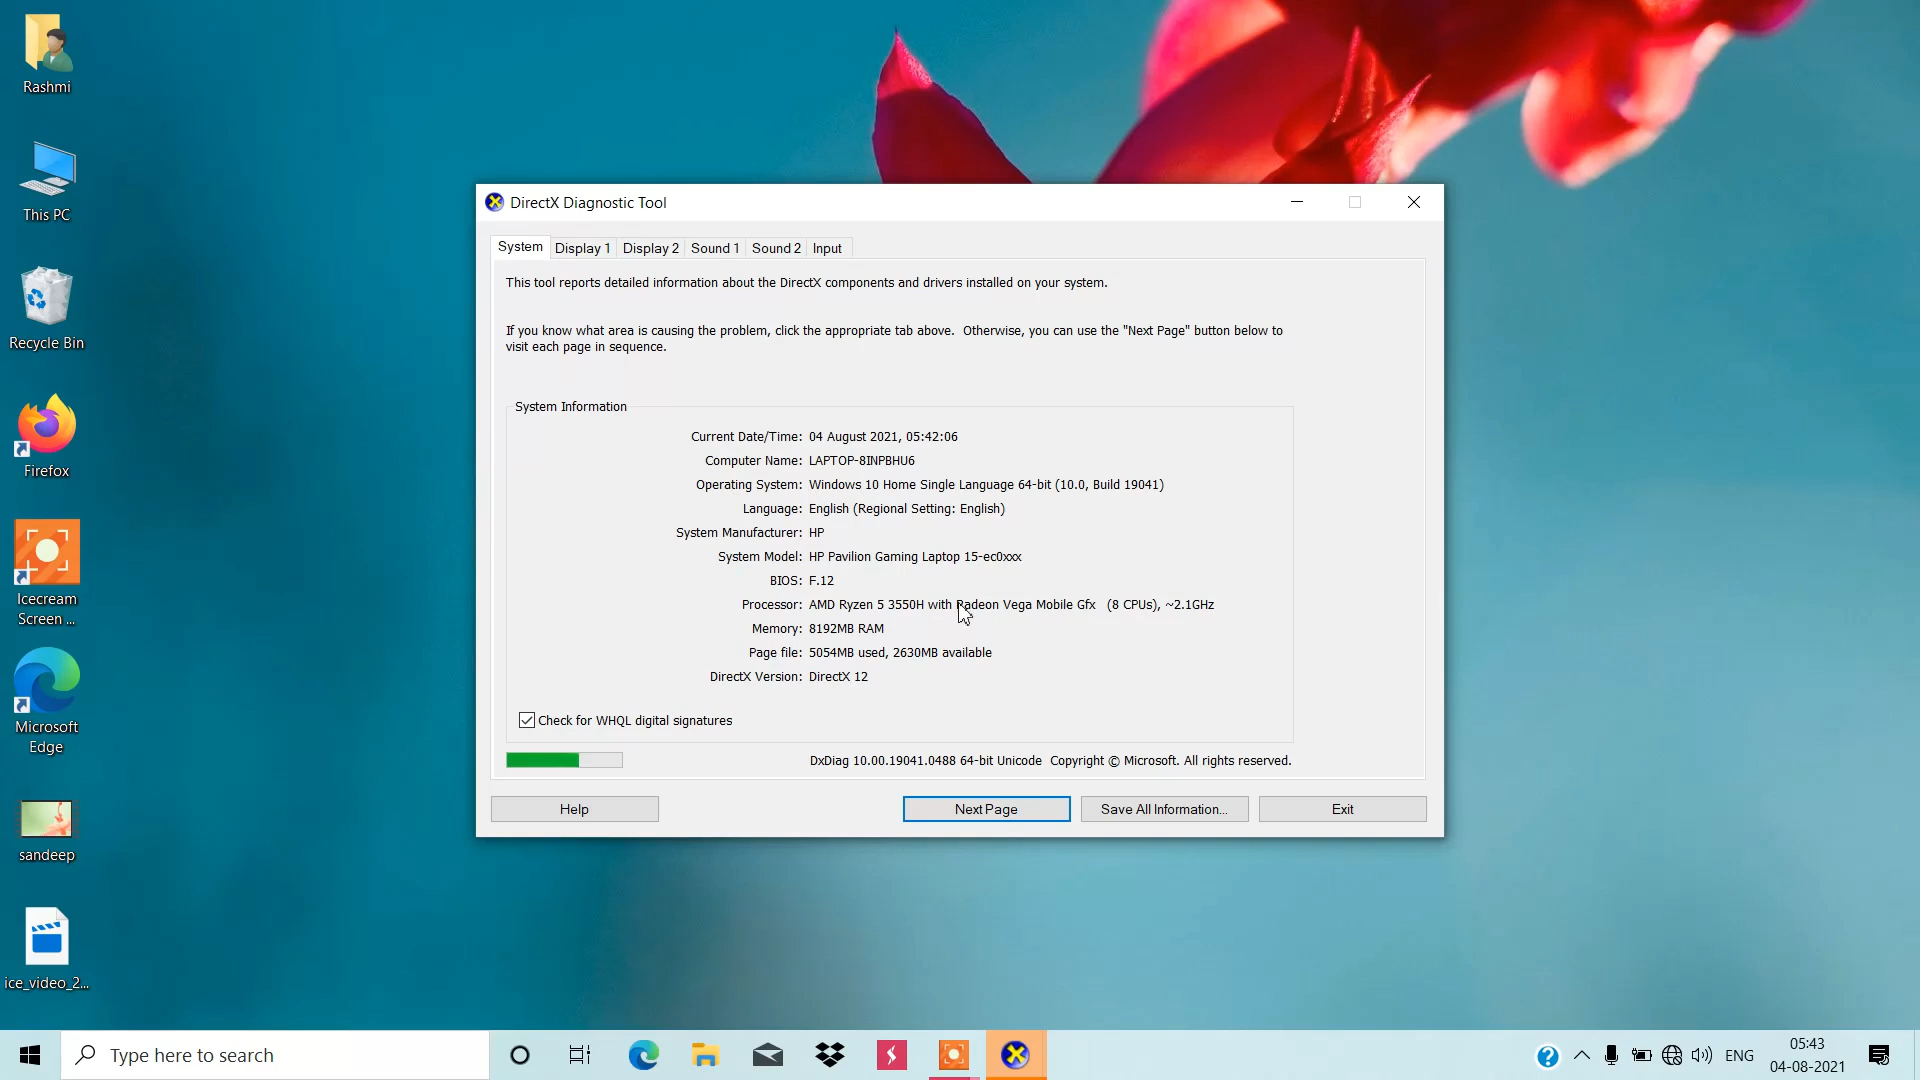 Rashmi
This PC
Recycle Bin
Firefox
Icecream
Screen ...
Microsoft
Edge
sandeep
ice_video_2...
DirectX Diagnostic Tool
System Display 1 Display 2 Sound 1 Sound 2 Input
This tool reports detailed information about the DirectX components and drivers installed on your system.
If you know what area is causing the problem, click the appropriate tab above.  Otherwise, you can use the "Next Page" button below to
visit each page in sequence.
System Information
Current Date/Time: 04 August 2021, 05:42:06
Computer Name: LAPTOP-8INPBHU6
Operating System: Windows 10 Home Single Language 64-bit (10.0, Build 19041)
Language: English (Regional Setting: English)
System Manufacturer: HP
System Model: HP Pavilion Gaming Laptop 15-ec0xxx
BIOS: F.12
Processor: AMD Ryzen 5 3550H with Radeon Vega Mobile Gfx   (8 CPUs), ~2.1GHz
Memory: 8192MB RAM
Page file: 5054MB used, 2630MB available
DirectX Version: DirectX 12
Check for WHQL digital signatures
DxDiag 10.00.19041.0488 64-bit Unicode  Copyright © Microsoft. All rights reserved.
Help Next Page Save All Information... Exit
Type here to search
ENG
05:43
04-08-2021